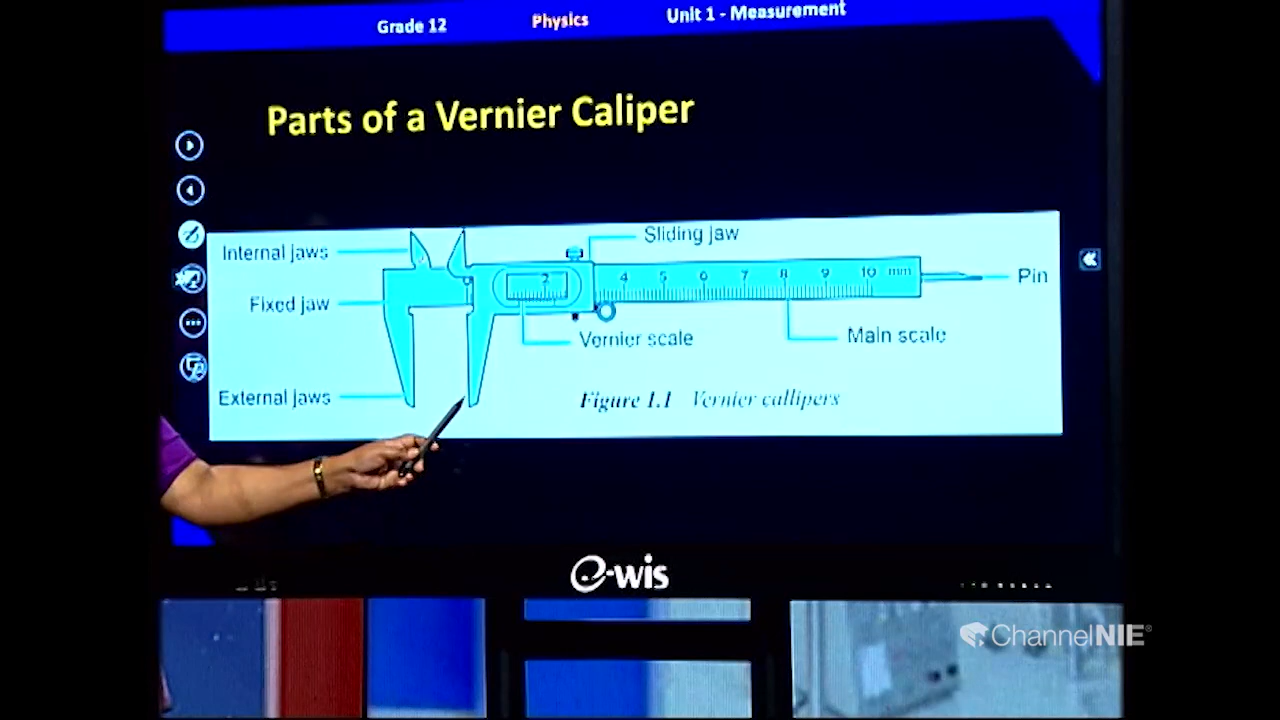 Grade 12 Physics Unit 1 - Measurement
Parts of a Vernier Caliper
Sliding jaw
Internal jaws
2 4 5 6 7 8 9 10 mm
Pin
Fixed jaw
Vernier scale
Main scale
External jaws
Figure 1.1 Vernier callipers
e-wis
ChannelNIE